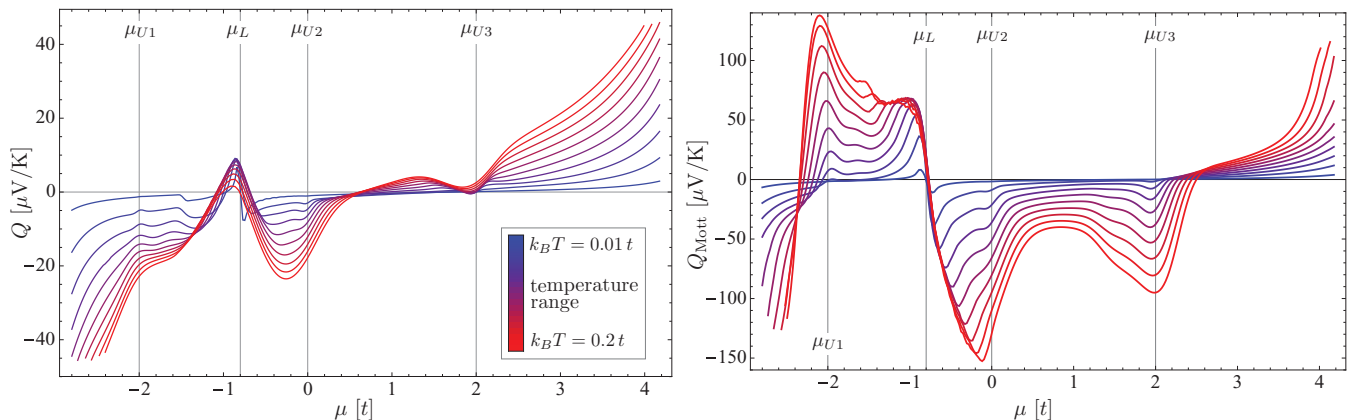 μU1 μL μU2 μU3
40
20
0
−20
−40
Q [μV/K]
kBT = 0.01 t
temperature
range
kBT = 0.2 t
−2 −1 0 1 2 3 4
μ [t]
μL μU2 μU3
100
50
0
−50
−100
−150
QMott [μV/K]
μU1
−2 −1 0 1 2 3 4
μ [t]